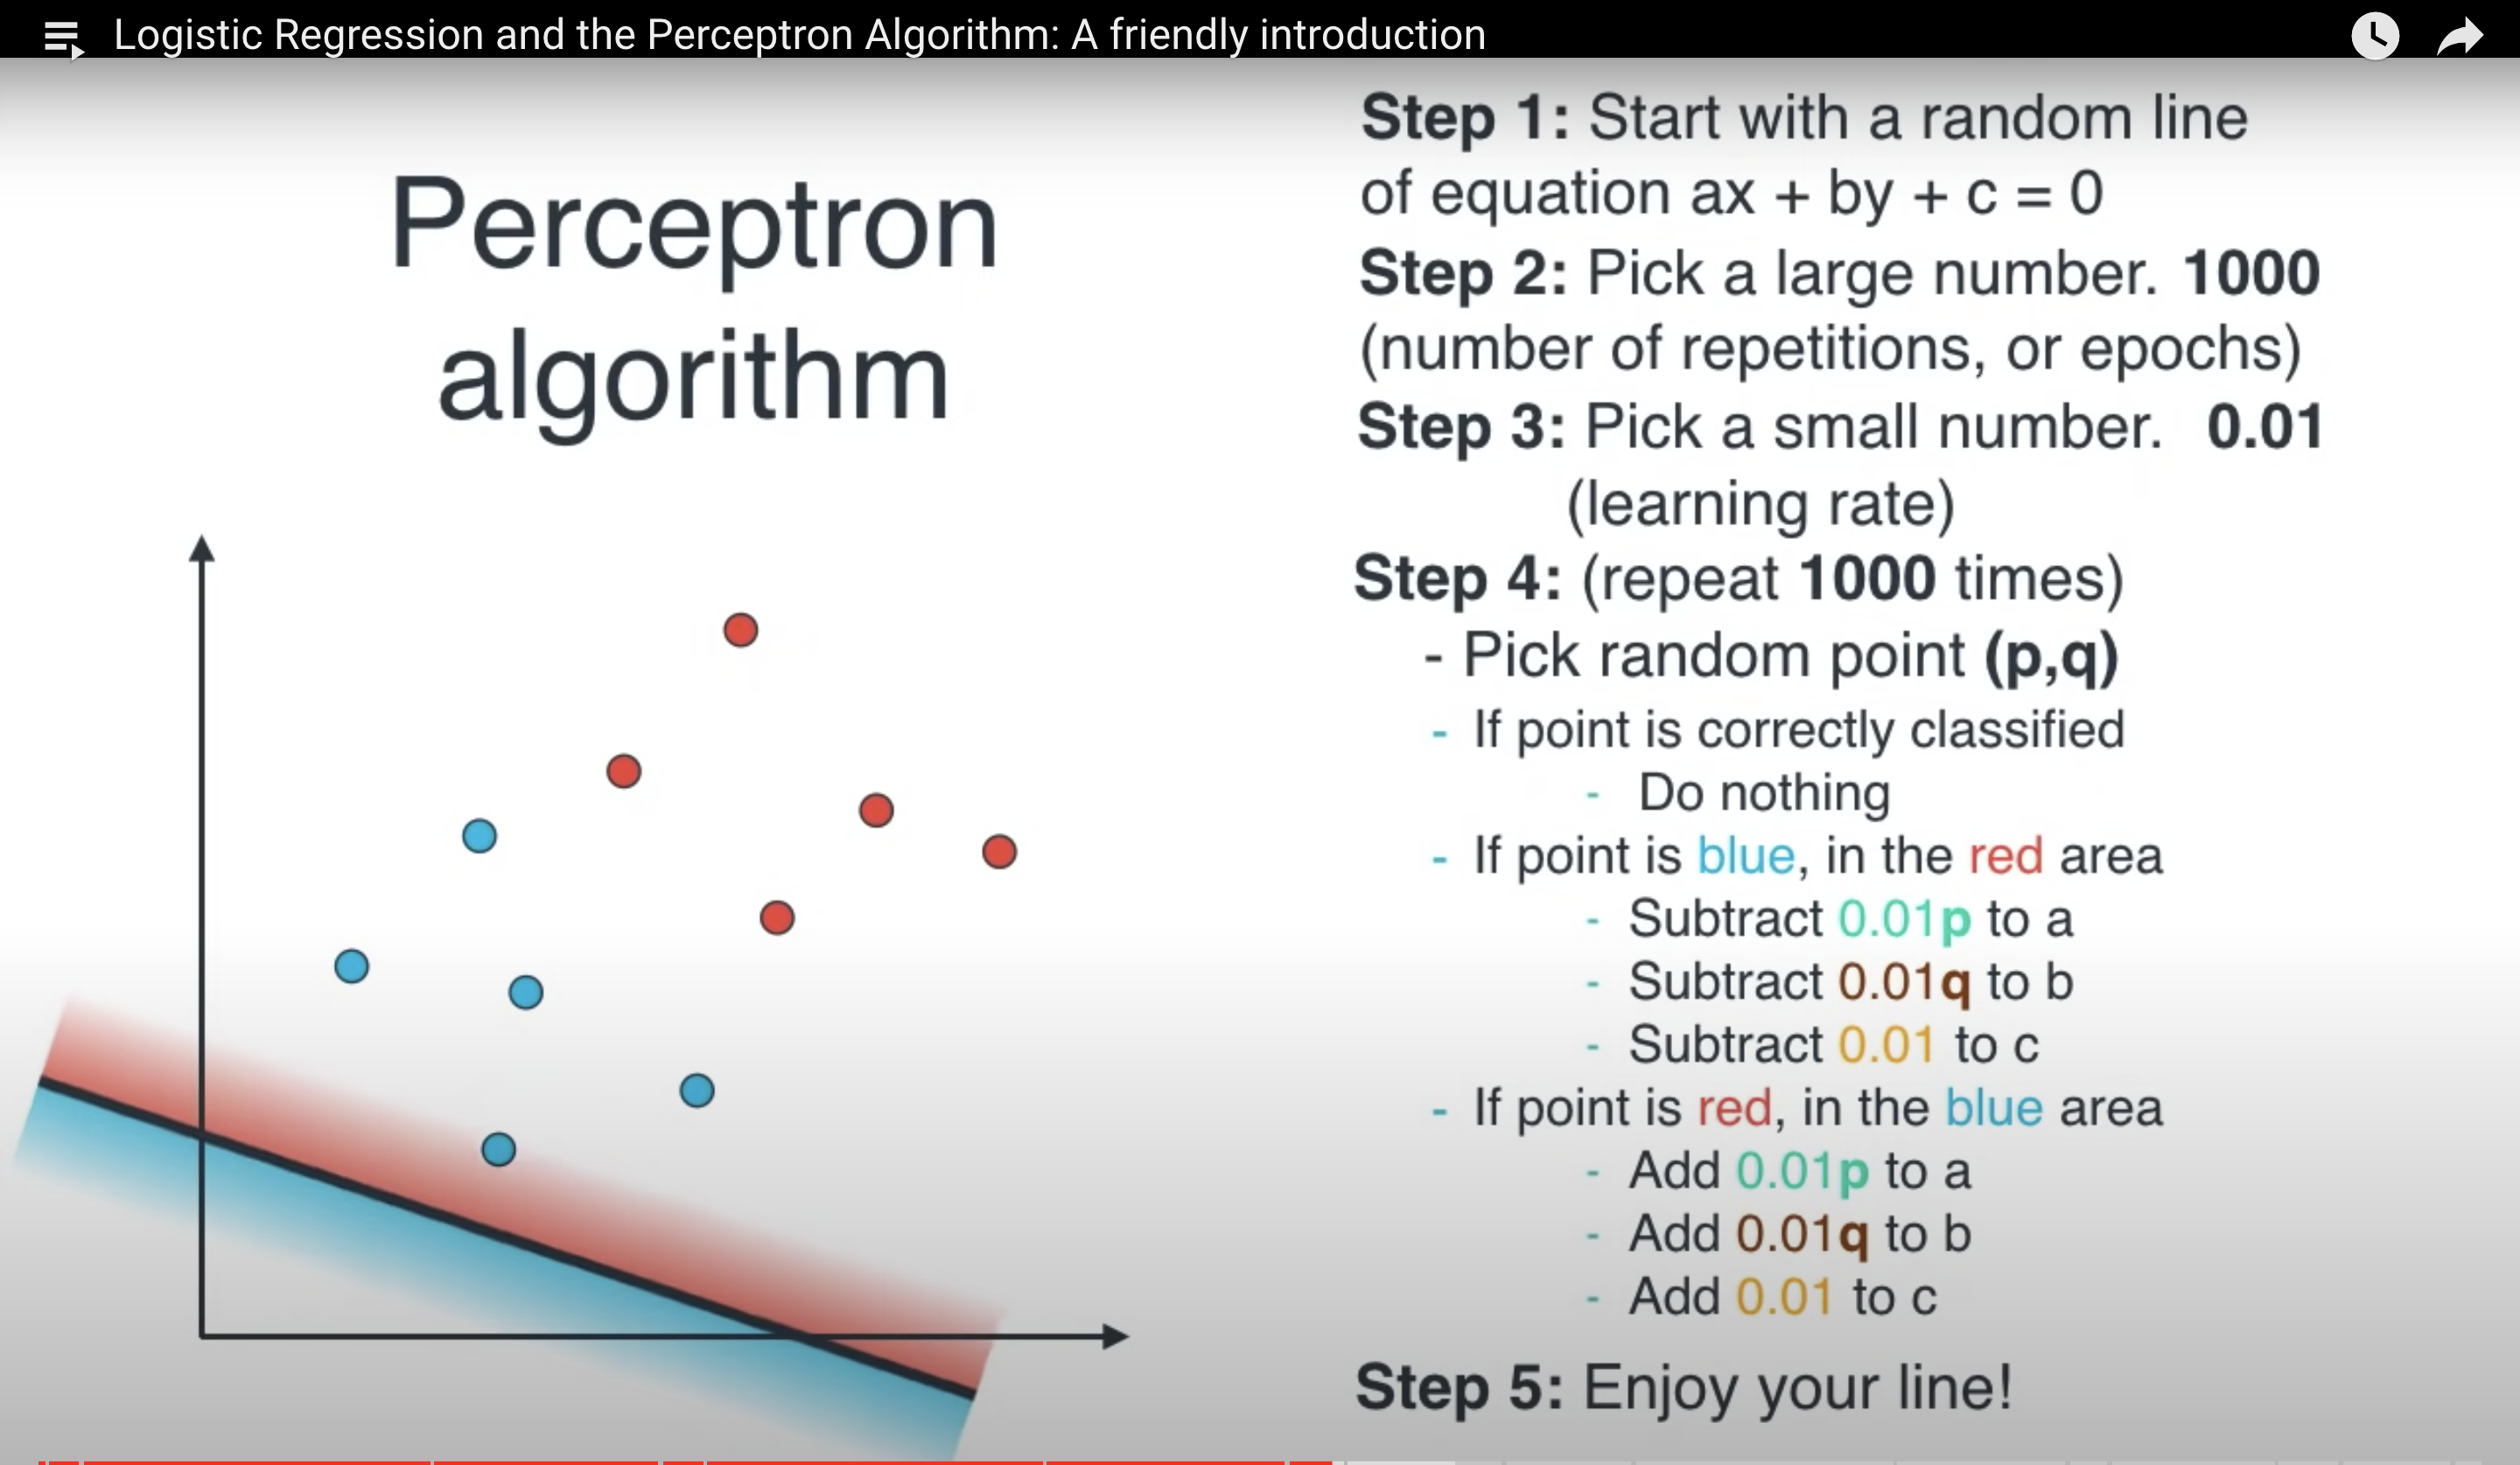 Logistic Regression and the Perceptron Algorithm: A friendly introduction
Perceptron
algorithm
Step 1: Start with a random line
of equation ax + by + c = 0
Step 2: Pick a large number. 1000
(number of repetitions, or epochs)
Step 3: Pick a small number. 0.01
(learning rate)
Step 4: (repeat 1000 times)
- Pick random point (p,q)
- If point is correctly classified
- Do nothing
- If point is blue, in the red area
- Subtract 0.01p to a
- Subtract 0.01q to b
- Subtract 0.01 to c
- If point is red, in the blue area
- Add 0.01p to a
- Add 0.01q to b
- Add 0.01 to c
Step 5: Enjoy your line!